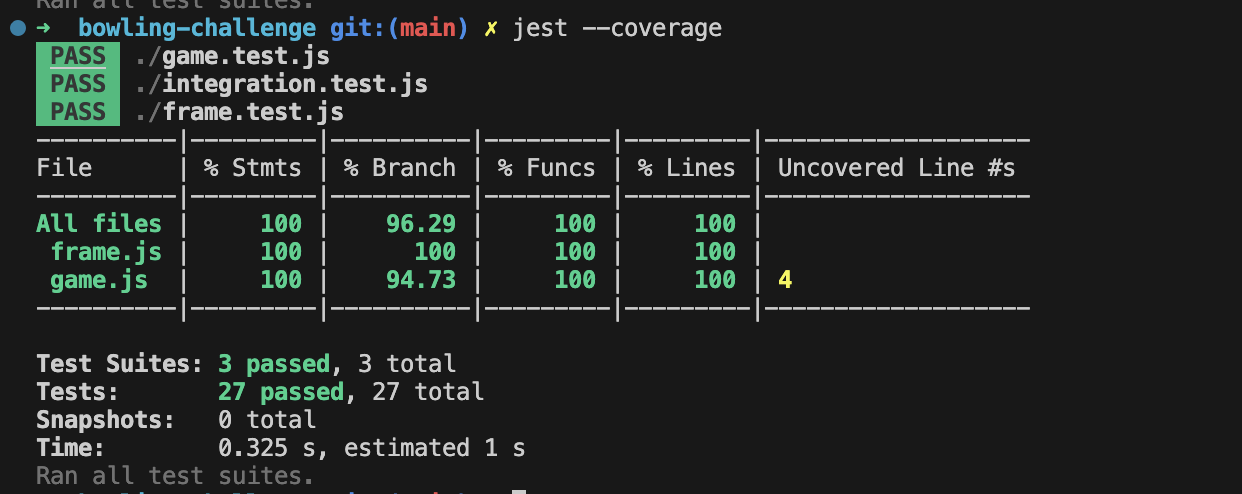 Ran all test suites.
➜ bowling-challenge git:(main) ✗ jest --coverage
PASS ./game.test.js
PASS ./integration.test.js
PASS ./frame.test.js
----------|---------|----------|---------|---------|-------------------
File | % Stmts | % Branch | % Funcs | % Lines | Uncovered Line #s
----------|---------|----------|---------|---------|-------------------
All files | 100 | 96.29 | 100 | 100 |
frame.js | 100 | 100 | 100 | 100 |
game.js | 100 | 94.73 | 100 | 100 | 4
----------|---------|----------|---------|---------|-------------------
Test Suites: 3 passed, 3 total
Tests: 27 passed, 27 total
Snapshots: 0 total
Time: 0.325 s, estimated 1 s
Ran all test suites.